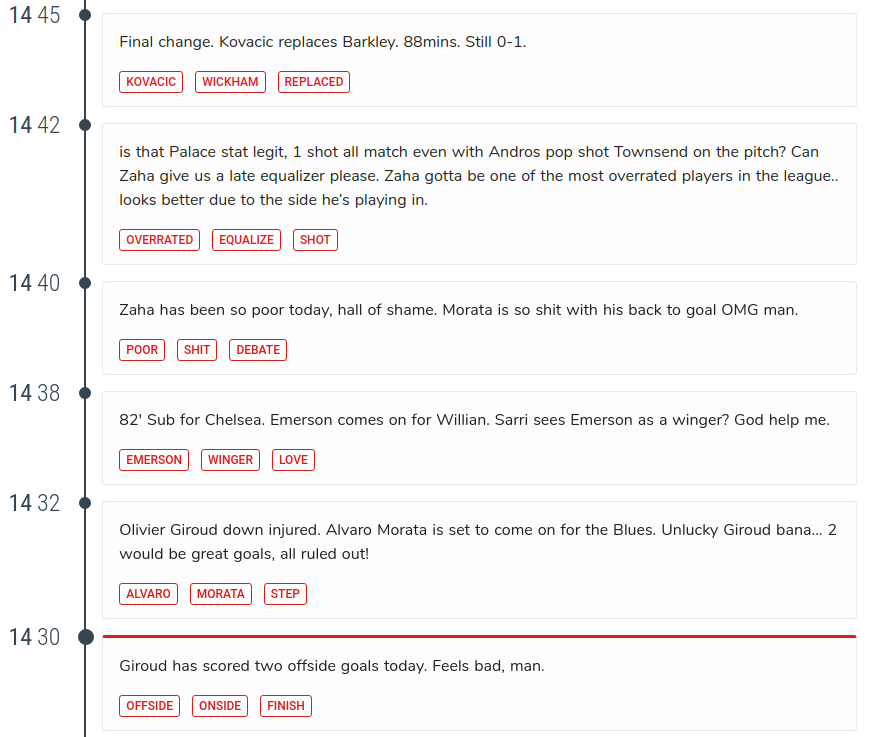 14 45
Final change. Kovacic replaces Barkley. 88mins. Still 0-1.
KOVACIC WICKHAM REPLACED
14 42
is that Palace stat legit, 1 shot all match even with Andros pop shot Townsend on the pitch? Can
Zaha give us a late equalizer please. Zaha gotta be one of the most overrated players in the league..
looks better due to the side he's playing in.
OVERRATED EQUALIZE SHOT
14 40
Zaha has been so poor today, hall of shame. Morata is so shit with his back to goal OMG man.
POOR SHIT DEBATE
14 38
82' Sub for Chelsea. Emerson comes on for Willian. Sarri sees Emerson as a winger? God help me.
EMERSON WINGER LOVE
14 32
Olivier Giroud down injured. Alvaro Morata is set to come on for the Blues. Unlucky Giroud bana... 2
would be great goals, all ruled out!
ALVARO MORATA STEP
14 30
Giroud has scored two offside goals today. Feels bad, man.
OFFSIDE ONSIDE FINISH